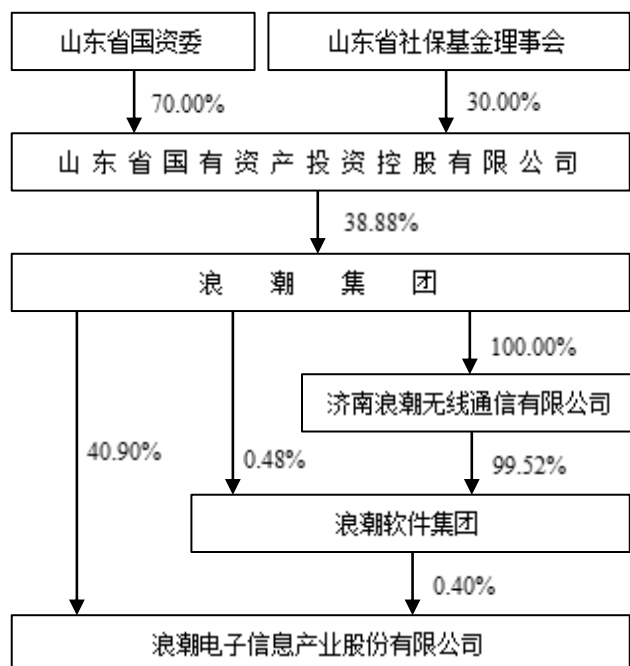 山东省国资委
山东省社保基金理事会
70.00%
30.00%
山东省国有资产投资控股有限公司
38.88%
浪潮集团
100.00%
济南浪潮无线通信有限公司
40.90%
0.48%
99.52%
浪潮软件集团
0.40%
浪潮电子信息产业股份有限公司